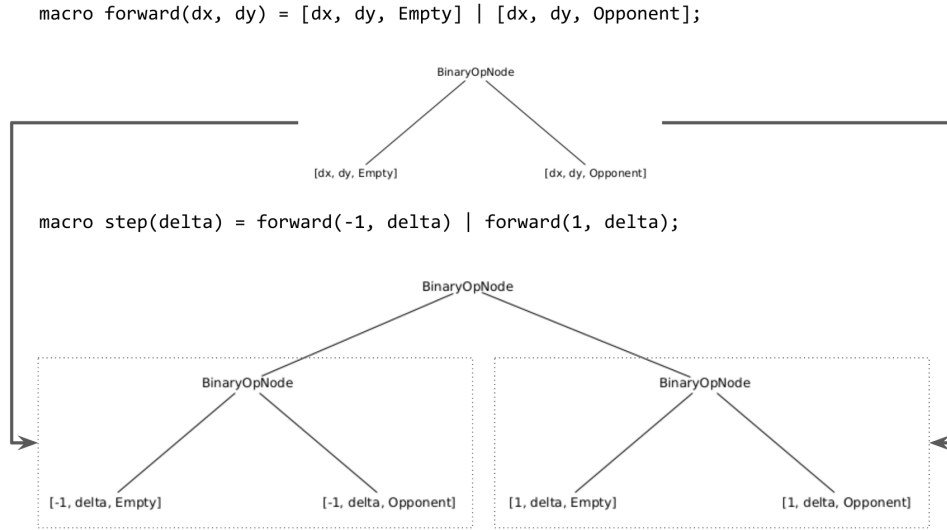 macro forward(dx, dy) = [dx, dy, Empty] | [dx, dy, Opponent];
BinaryOpNode
[dx, dy, Empty] [dx, dy, Opponent]
macro step(delta) = forward(-1, delta) | forward(1, delta);
BinaryOpNode
BinaryOpNode BinaryOpNode
[-1, delta, Empty] [-1, delta, Opponent] [1, delta, Empty] [1, delta, Opponent]